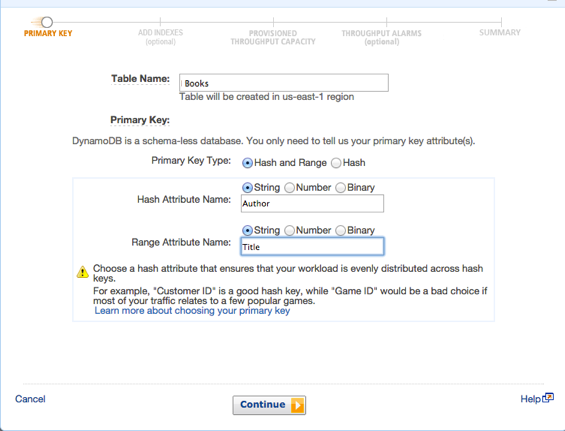 PRIMARY KEY
ADD INDEXES
(optional)
PROVISIONED
THROUGHPUT CAPACITY
THROUGHPUT ALARMS
(optional)
SUMMARY
Table Name: Books
Table will be created in us-east-1 region
Primary Key:
DynamoDB is a schema-less database. You only need to tell us your primary key attribute(s).
Primary Key Type: Hash and Range Hash
String Number Binary
Hash Attribute Name: Author
String Number Binary
Range Attribute Name: Title
Choose a hash attribute that ensures that your workload is evenly distributed across hash
keys.
For example, "Customer ID" is a good hash key, while "Game ID" would be a bad choice if
most of your traffic relates to a few popular games.
Learn more about choosing your primary key
Cancel
Continue
Help